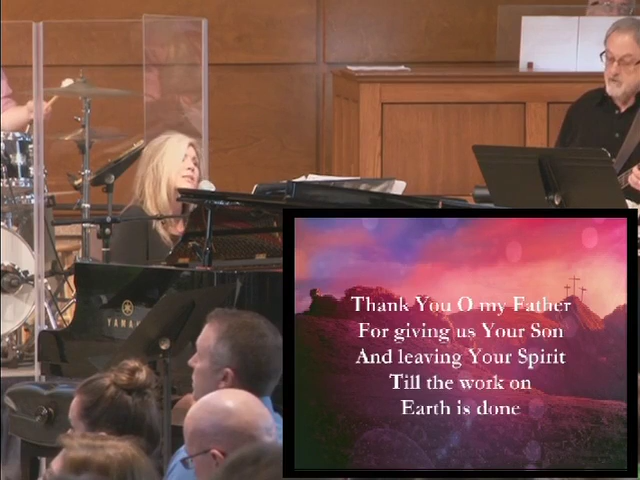 YAMA
Thank You O my Father
For giving us Your Son
And leaving Your Spirit
Till the work on
Earth is done